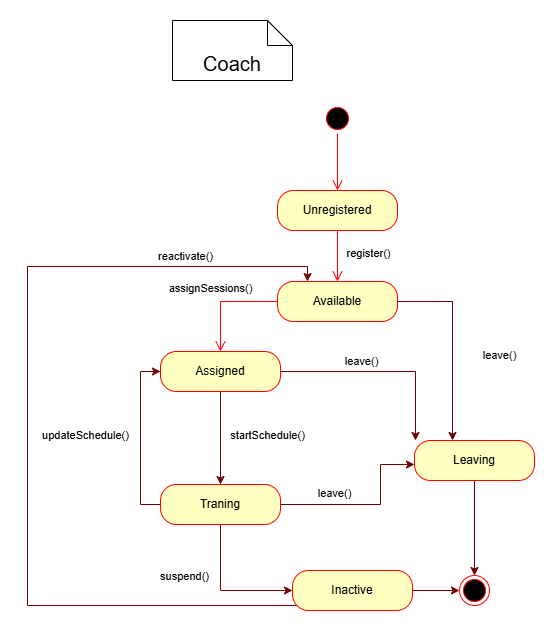 Coach
Unregistered
register()
reactivate()
assignSessions()
Available
leave()
Assigned
leave()
updateSchedule()
startSchedule()
Leaving
Traning
leave()
suspend()
Inactive